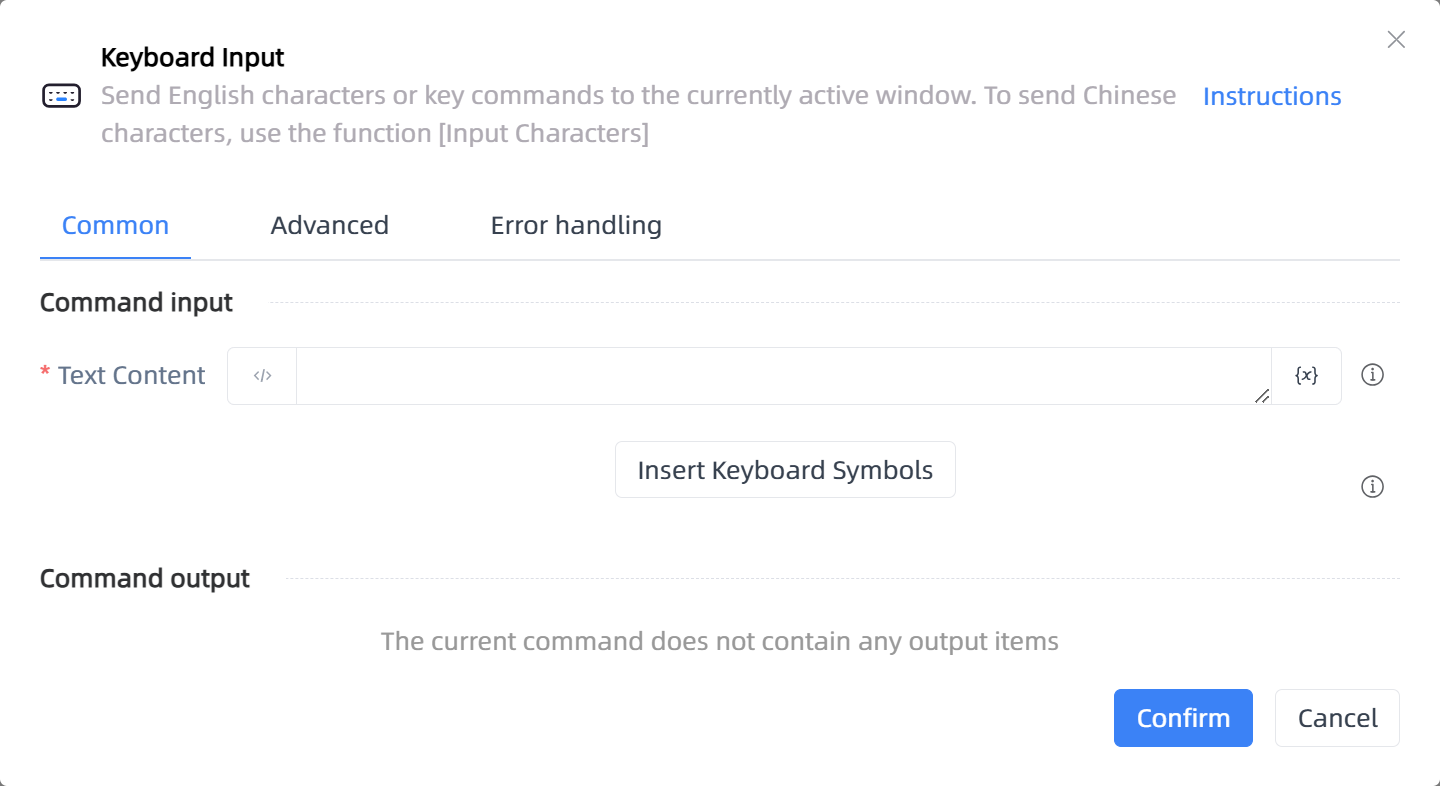 Keyboard Input
Send English characters or key commands to the currently active window. To send Chinese
characters, use the function [Input Characters]
Instructions
Common
Advanced
Error handling
Command input
* Text Content
</>
{x}
Insert Keyboard Symbols
Command output
The current command does not contain any output items
Confirm
Cancel